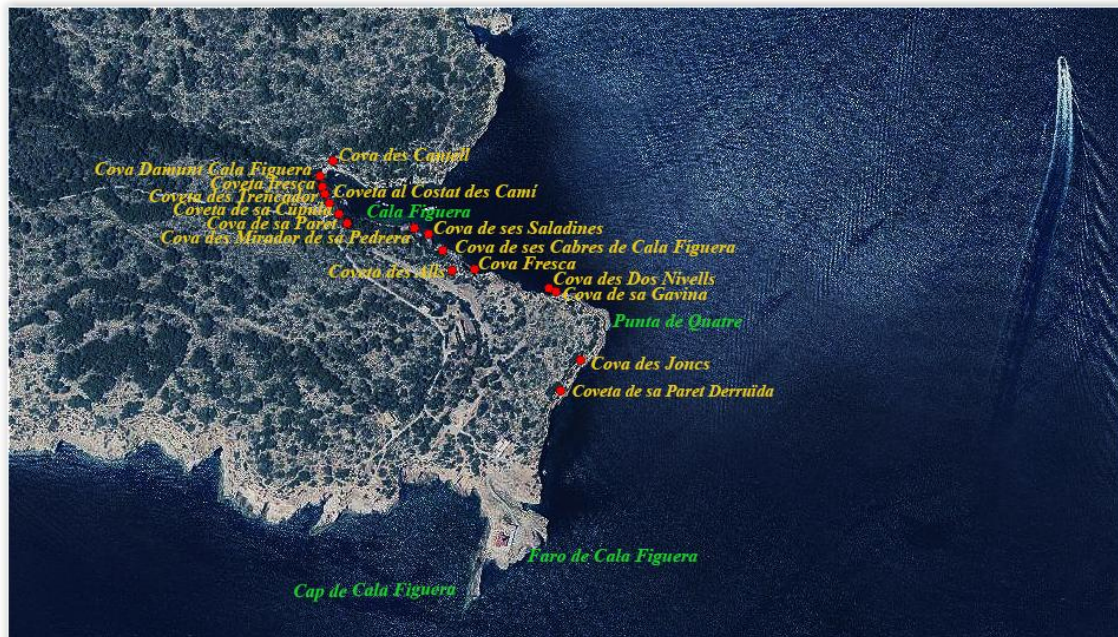 Cova des Camell
Cova Damunt Cala Figuera
Coveta Fresca
Coveta al Costat des Camí
Coveta des Trencador
Coveta de sa Cúpula
Cala Figuera
Cova de sa Paret
Cova de ses Saladines
Cova des Mirador de sa Pedrera
Cova de ses Cabres de Cala Figuera
Cova Fresca
Coveta des Alls
Cova des Dos Nivells
Cova de sa Gavina
Punta de Quatre
Cova des Joncs
Coveta de sa Paret Derruïda
Faro de Cala Figuera
Cap de Cala Figuera